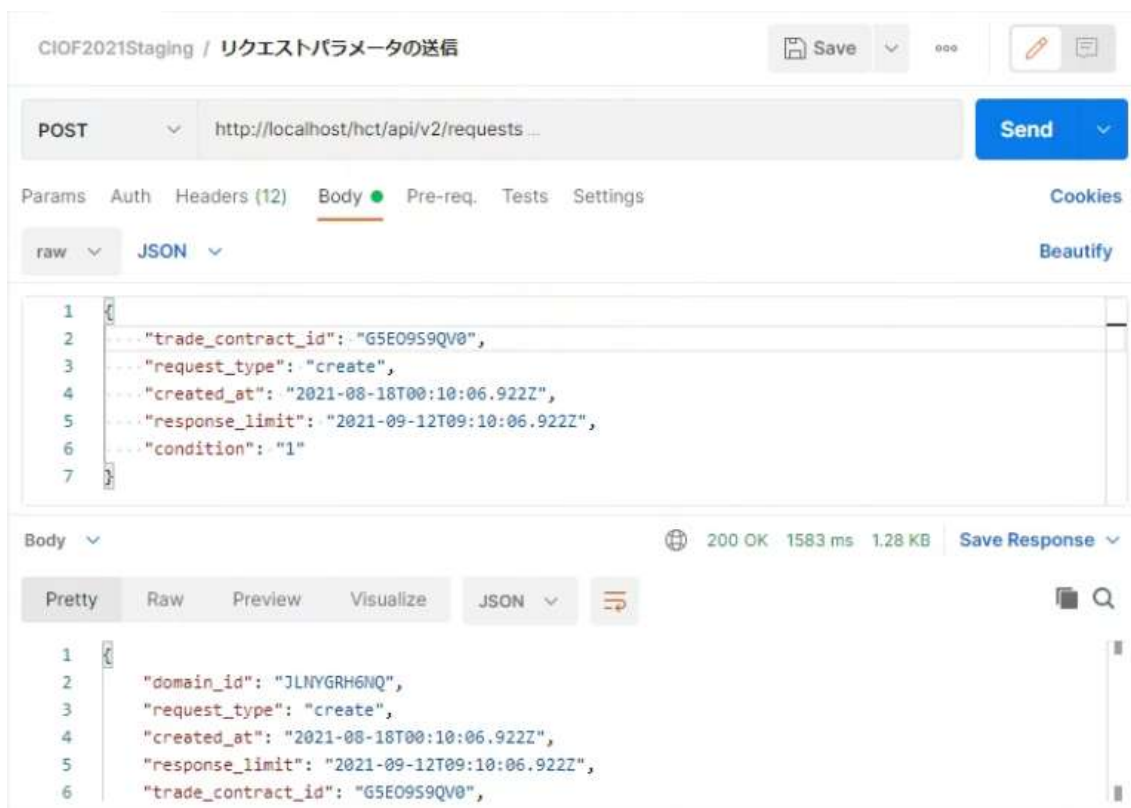 CIOF2021Staging / リクエストパラメータの送信 Save ooo
POST http://localhost/hct/api/v2/requests ... Send
Params Auth Headers (12) Body Pre-req. Tests Settings Cookies
raw JSON Beautify
1 {
2 "trade_contract_id": "G5EO9S9QV0",
3 "request_type": "create",
4 "created_at": "2021-08-18T00:10:06.922Z",
5 "response_limit": "2021-09-12T09:10:06.922Z",
6 "condition": "1"
7 }
Body 200 OK 1583 ms 1.28 KB Save Response
Pretty Raw Preview Visualize JSON
1 {
2 "domain_id": "JLNYGRH6NQ",
3 "request_type": "create",
4 "created_at": "2021-08-18T00:10:06.922Z",
5 "response_limit": "2021-09-12T09:10:06.922Z",
6 "trade_contract_id": "G5EO9S9QV0",